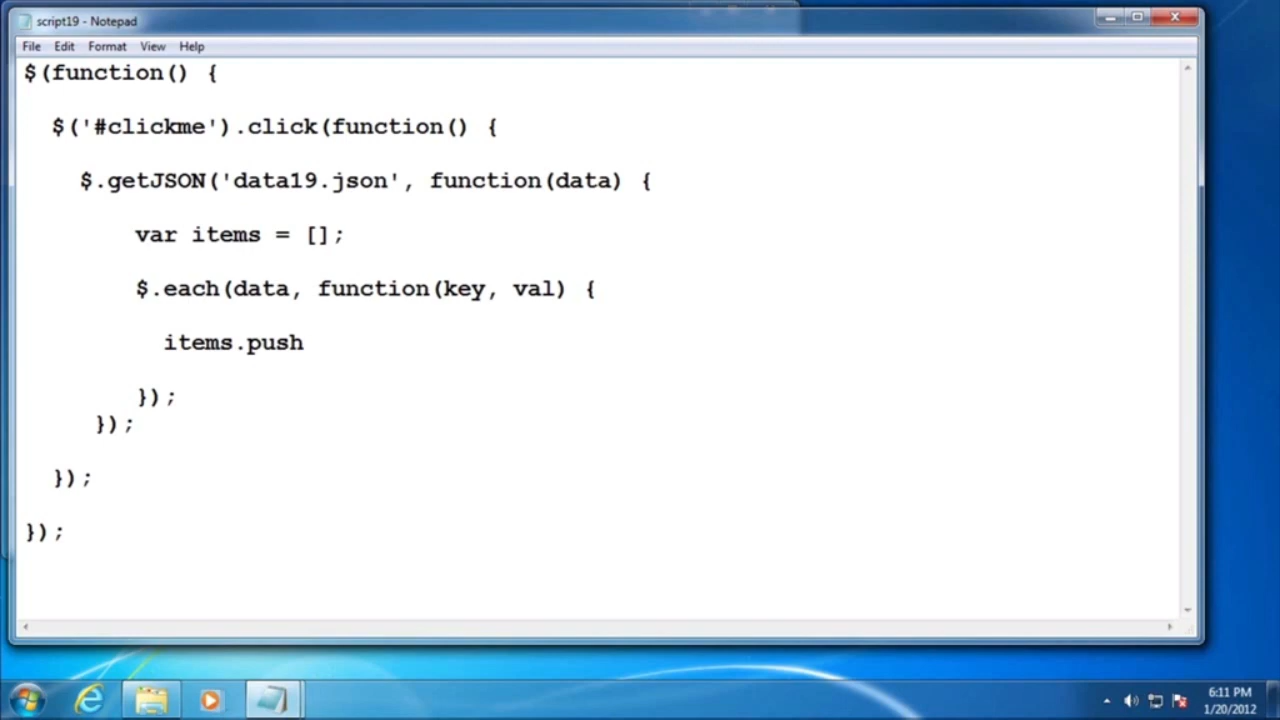 script19 - Notepad
File Edit Format View Help
$(function() {
$('#clickme').click(function() {
$.getJSON('data19.json', function(data) {
var items = [];
$.each(data, function(key, val) {
items.push
});
});
});
});
6:11 PM
1/20/2012